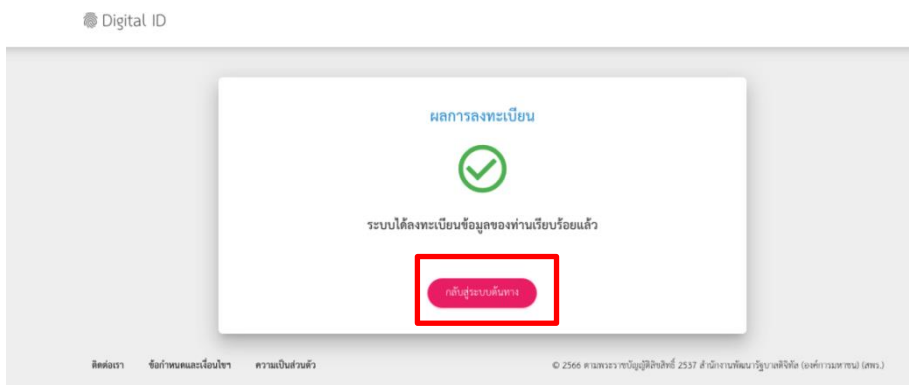 Digital ID
ผลการลงทะเบียน
ระบบได้ลงทะเบียนข้อมูลของท่านเรียบร้อยแล้ว
กลับสู่ระบบต้นทาง
ติดต่อเรา ข้อกำหนดและเงื่อนไขฯ ความเป็นส่วนตัว © 2566 ตามพระราชบัญญัติลิขสิทธิ์ 2537 สำนักงานพัฒนารัฐบาลดิจิทัล (องค์การมหาชน) (สพร.)